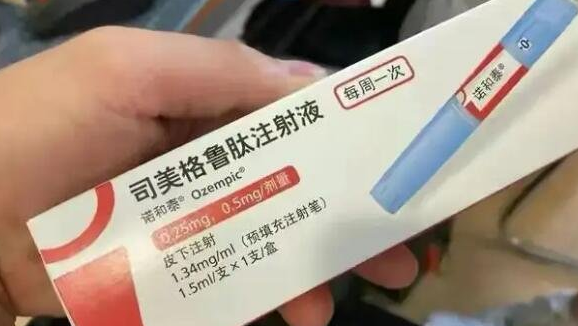 每周一次
诺和泰®
司美格鲁肽注射液
诺和泰® Ozempic®
0.25mg，0.5mg/剂量
皮下注射
1.34mg/ml（预填充注射笔）
1.5ml/支×1支/盒